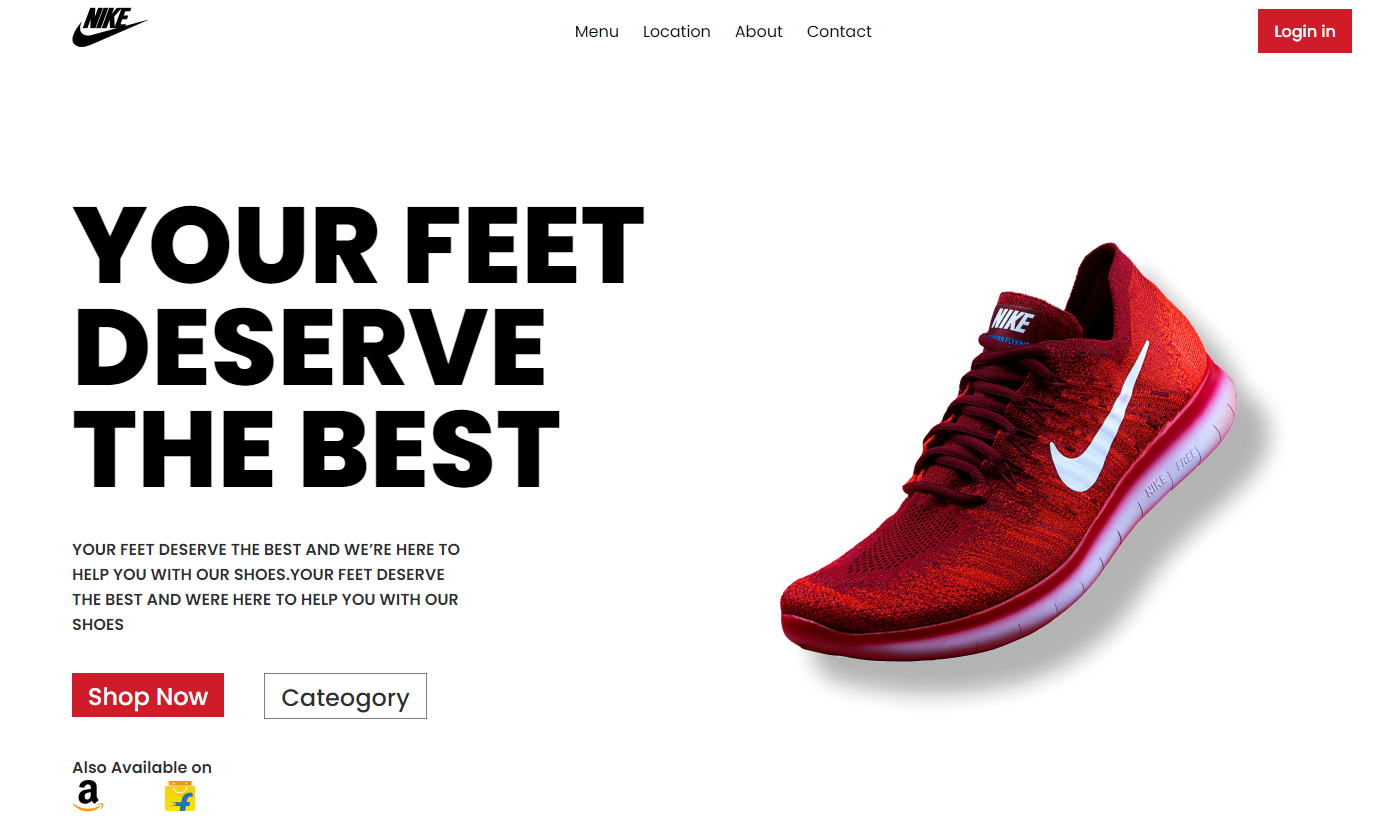 NIKE
Menu Location About Contact
Login in
YOUR FEET
DESERVE
THE BEST
YOUR FEET DESERVE THE BEST AND WE’RE HERE TO
HELP YOU WITH OUR SHOES.YOUR FEET DESERVE
THE BEST AND WERE HERE TO HELP YOU WITH OUR
SHOES
Shop Now
Cateogory
Also Available on
a
f
NIKE
NIKE FREE